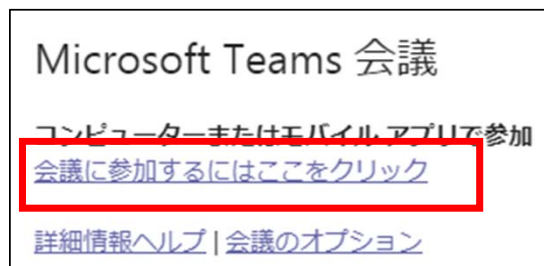 Microsoft Teams 会議
コンピューターまたはモバイル アプリで参加
会議に参加するにはここをクリック
詳細情報ヘルプ | 会議のオプション